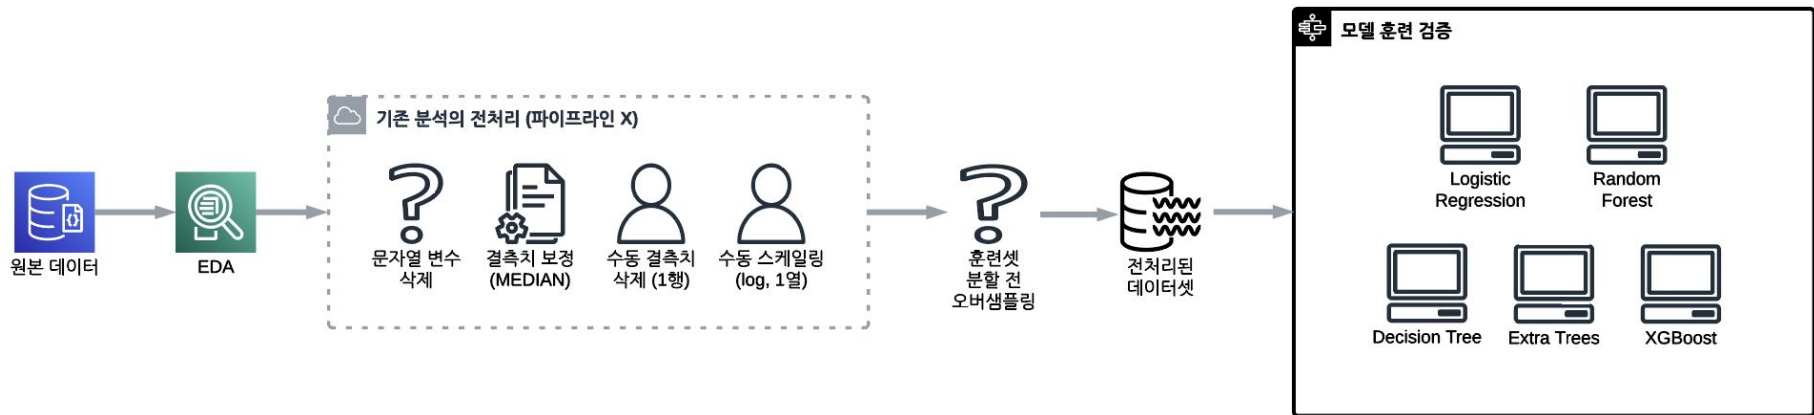 원본 데이터
EDA
기존 분석의 전처리 (파이프라인 X)
문자열 변수
삭제
결측치 보정
(MEDIAN)
수동 결측치
삭제 (1행)
수동 스케일링
(log, 1열)
훈련셋
분할 전
오버샘플링
전처리된
데이터셋
모델 훈련 검증
Logistic
Regression
Random
Forest
Decision Tree
Extra Trees
XGBoost